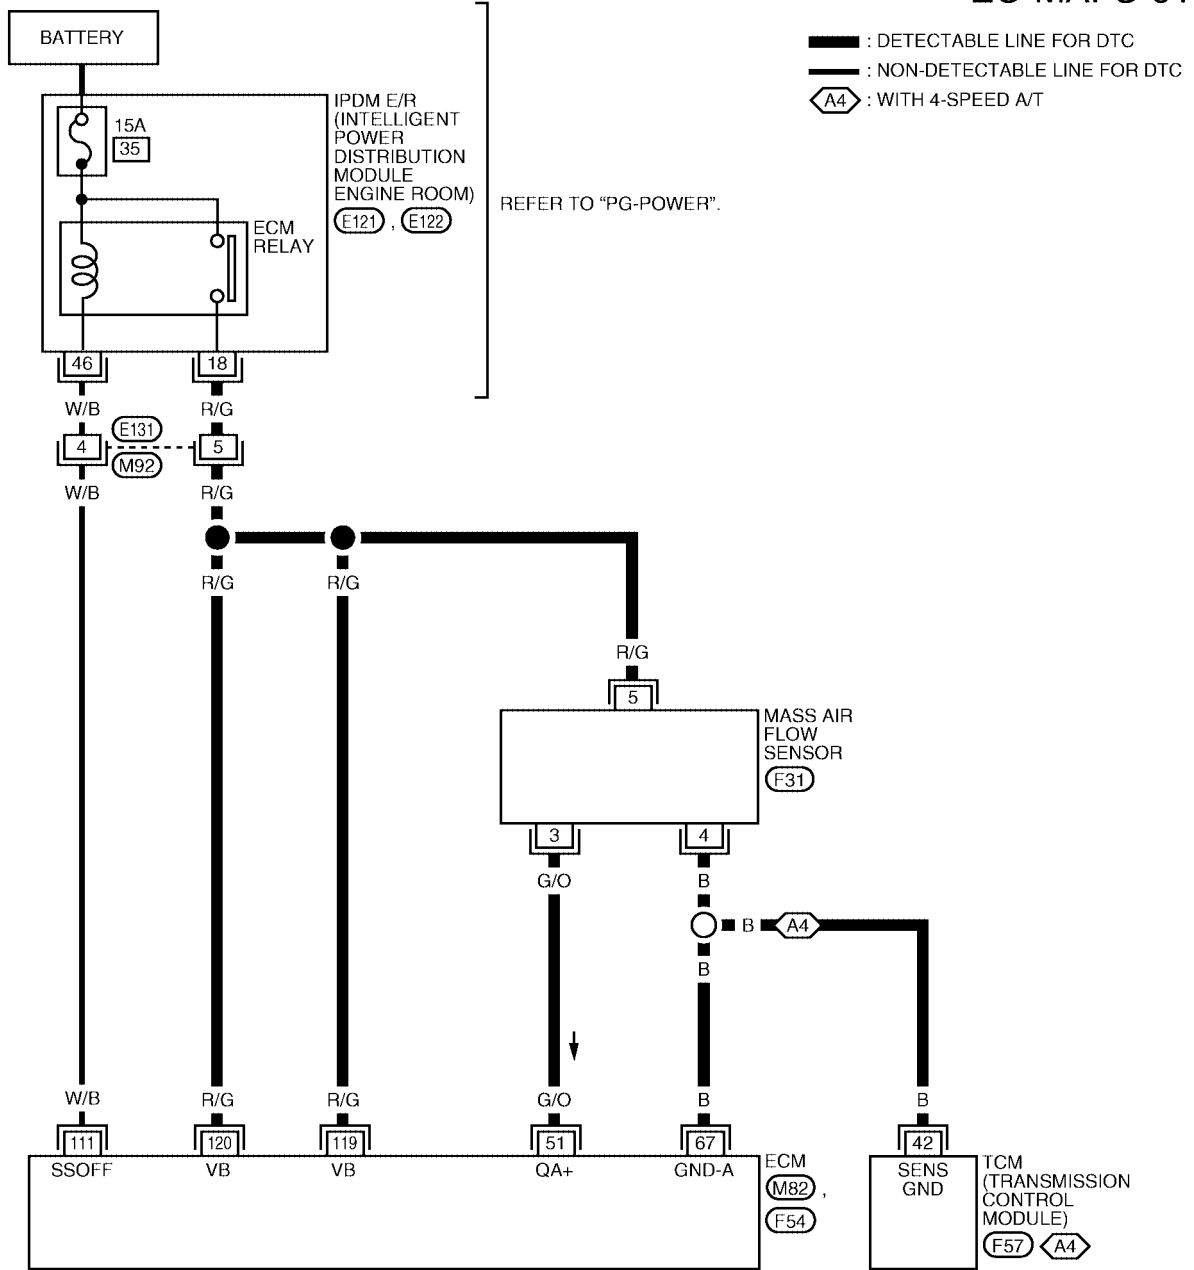 BATTERY
: DETECTABLE LINE FOR DTC
: NON-DETECTABLE LINE FOR DTC
A4 : WITH 4-SPEED A/T
15A
35
IPDM E/R
(INTELLIGENT
POWER
DISTRIBUTION
MODULE
ENGINE ROOM)
E121 , E122
REFER TO “PG-POWER”.
ECM
RELAY
46 18
W/B R/G
E131
4 5
M92
W/B R/G
R/G R/G
R/G
5
MASS AIR
FLOW
SENSOR
F31
3 4
G/O B
B A4
B
W/B R/G R/G G/O B B
111 120 119 51 67 42
SSOFF VB VB QA+ GND-A
ECM
M82 ,
F54
SENS
GND
TCM
(TRANSMISSION
CONTROL
MODULE)
F57 A4